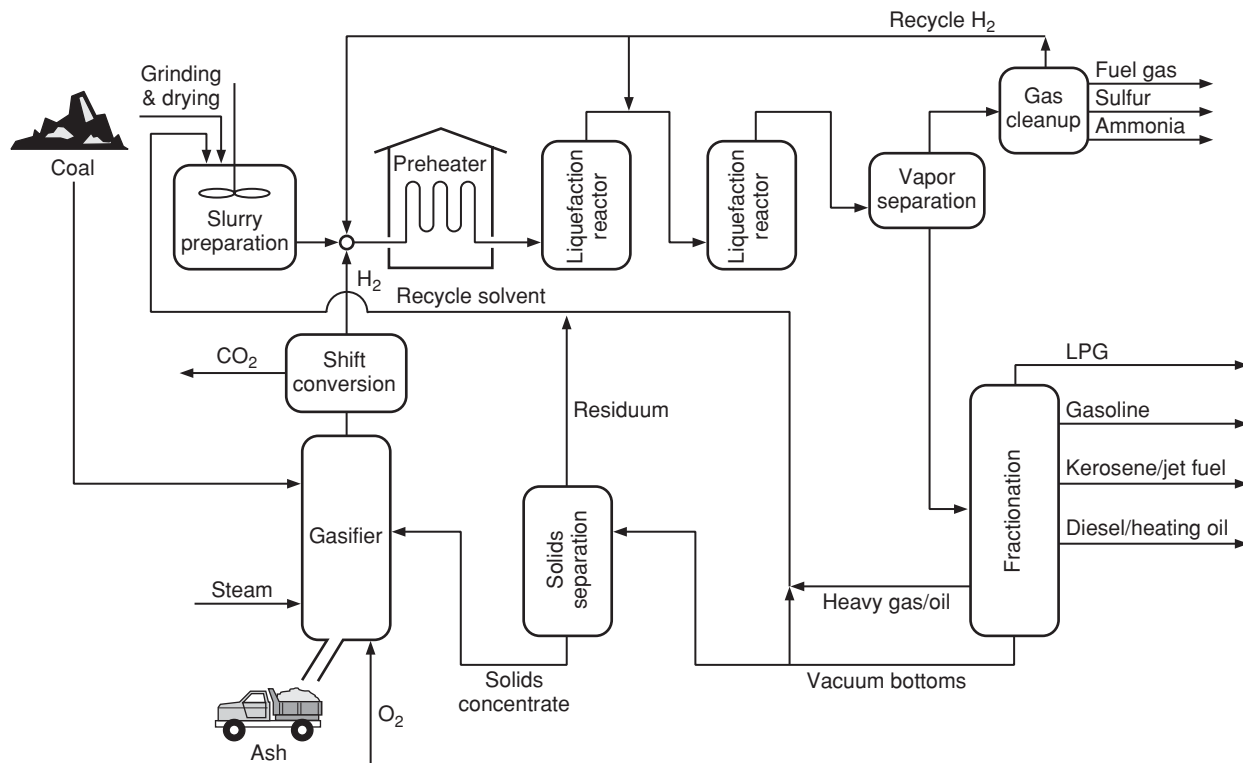 Recycle H2
Grinding
& drying
Fuel gas
Gas
cleanup
Sulfur
Ammonia
Coal
Preheater
Liquefaction
reactor
Liquefaction
reactor
Vapor
separation
Slurry
preparation
H2
Recycle solvent
CO2
Shift
conversion
LPG
Residuum
Gasoline
Kerosene/jet fuel
Gasifier
Solids
separation
Fractionation
Diesel/heating oil
Steam
Heavy gas/oil
Solids
concentrate
Vacuum bottoms
O2
Ash